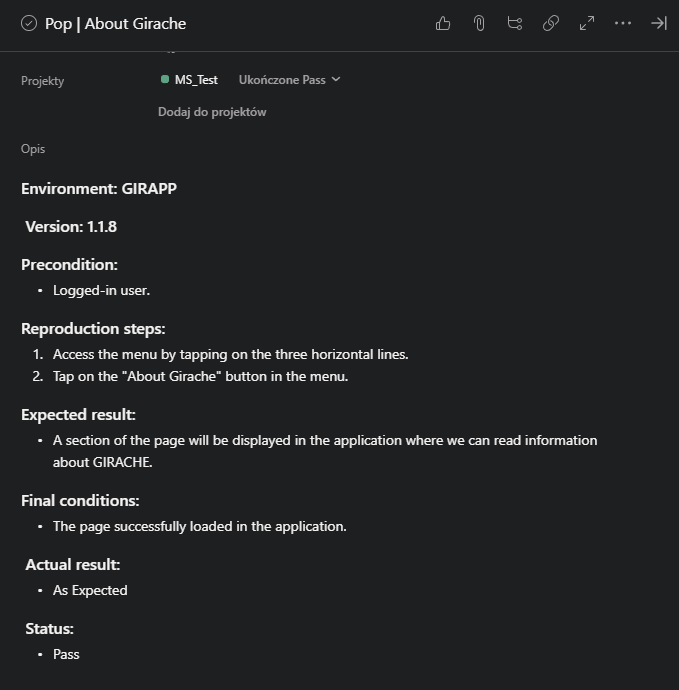 Pop | About Girache
Projekty
MS_Test Ukończone Pass
Dodaj do projektów
Opis
Environment: GIRAPP
Version: 1.1.8
Precondition:
• Logged-in user.
Reproduction steps:
1. Access the menu by tapping on the three horizontal lines.
2. Tap on the "About Girache" button in the menu.
Expected result:
• A section of the page will be displayed in the application where we can read information
about GIRACHE.
Final conditions:
• The page successfully loaded in the application.
Actual result:
• As Expected
Status:
• Pass